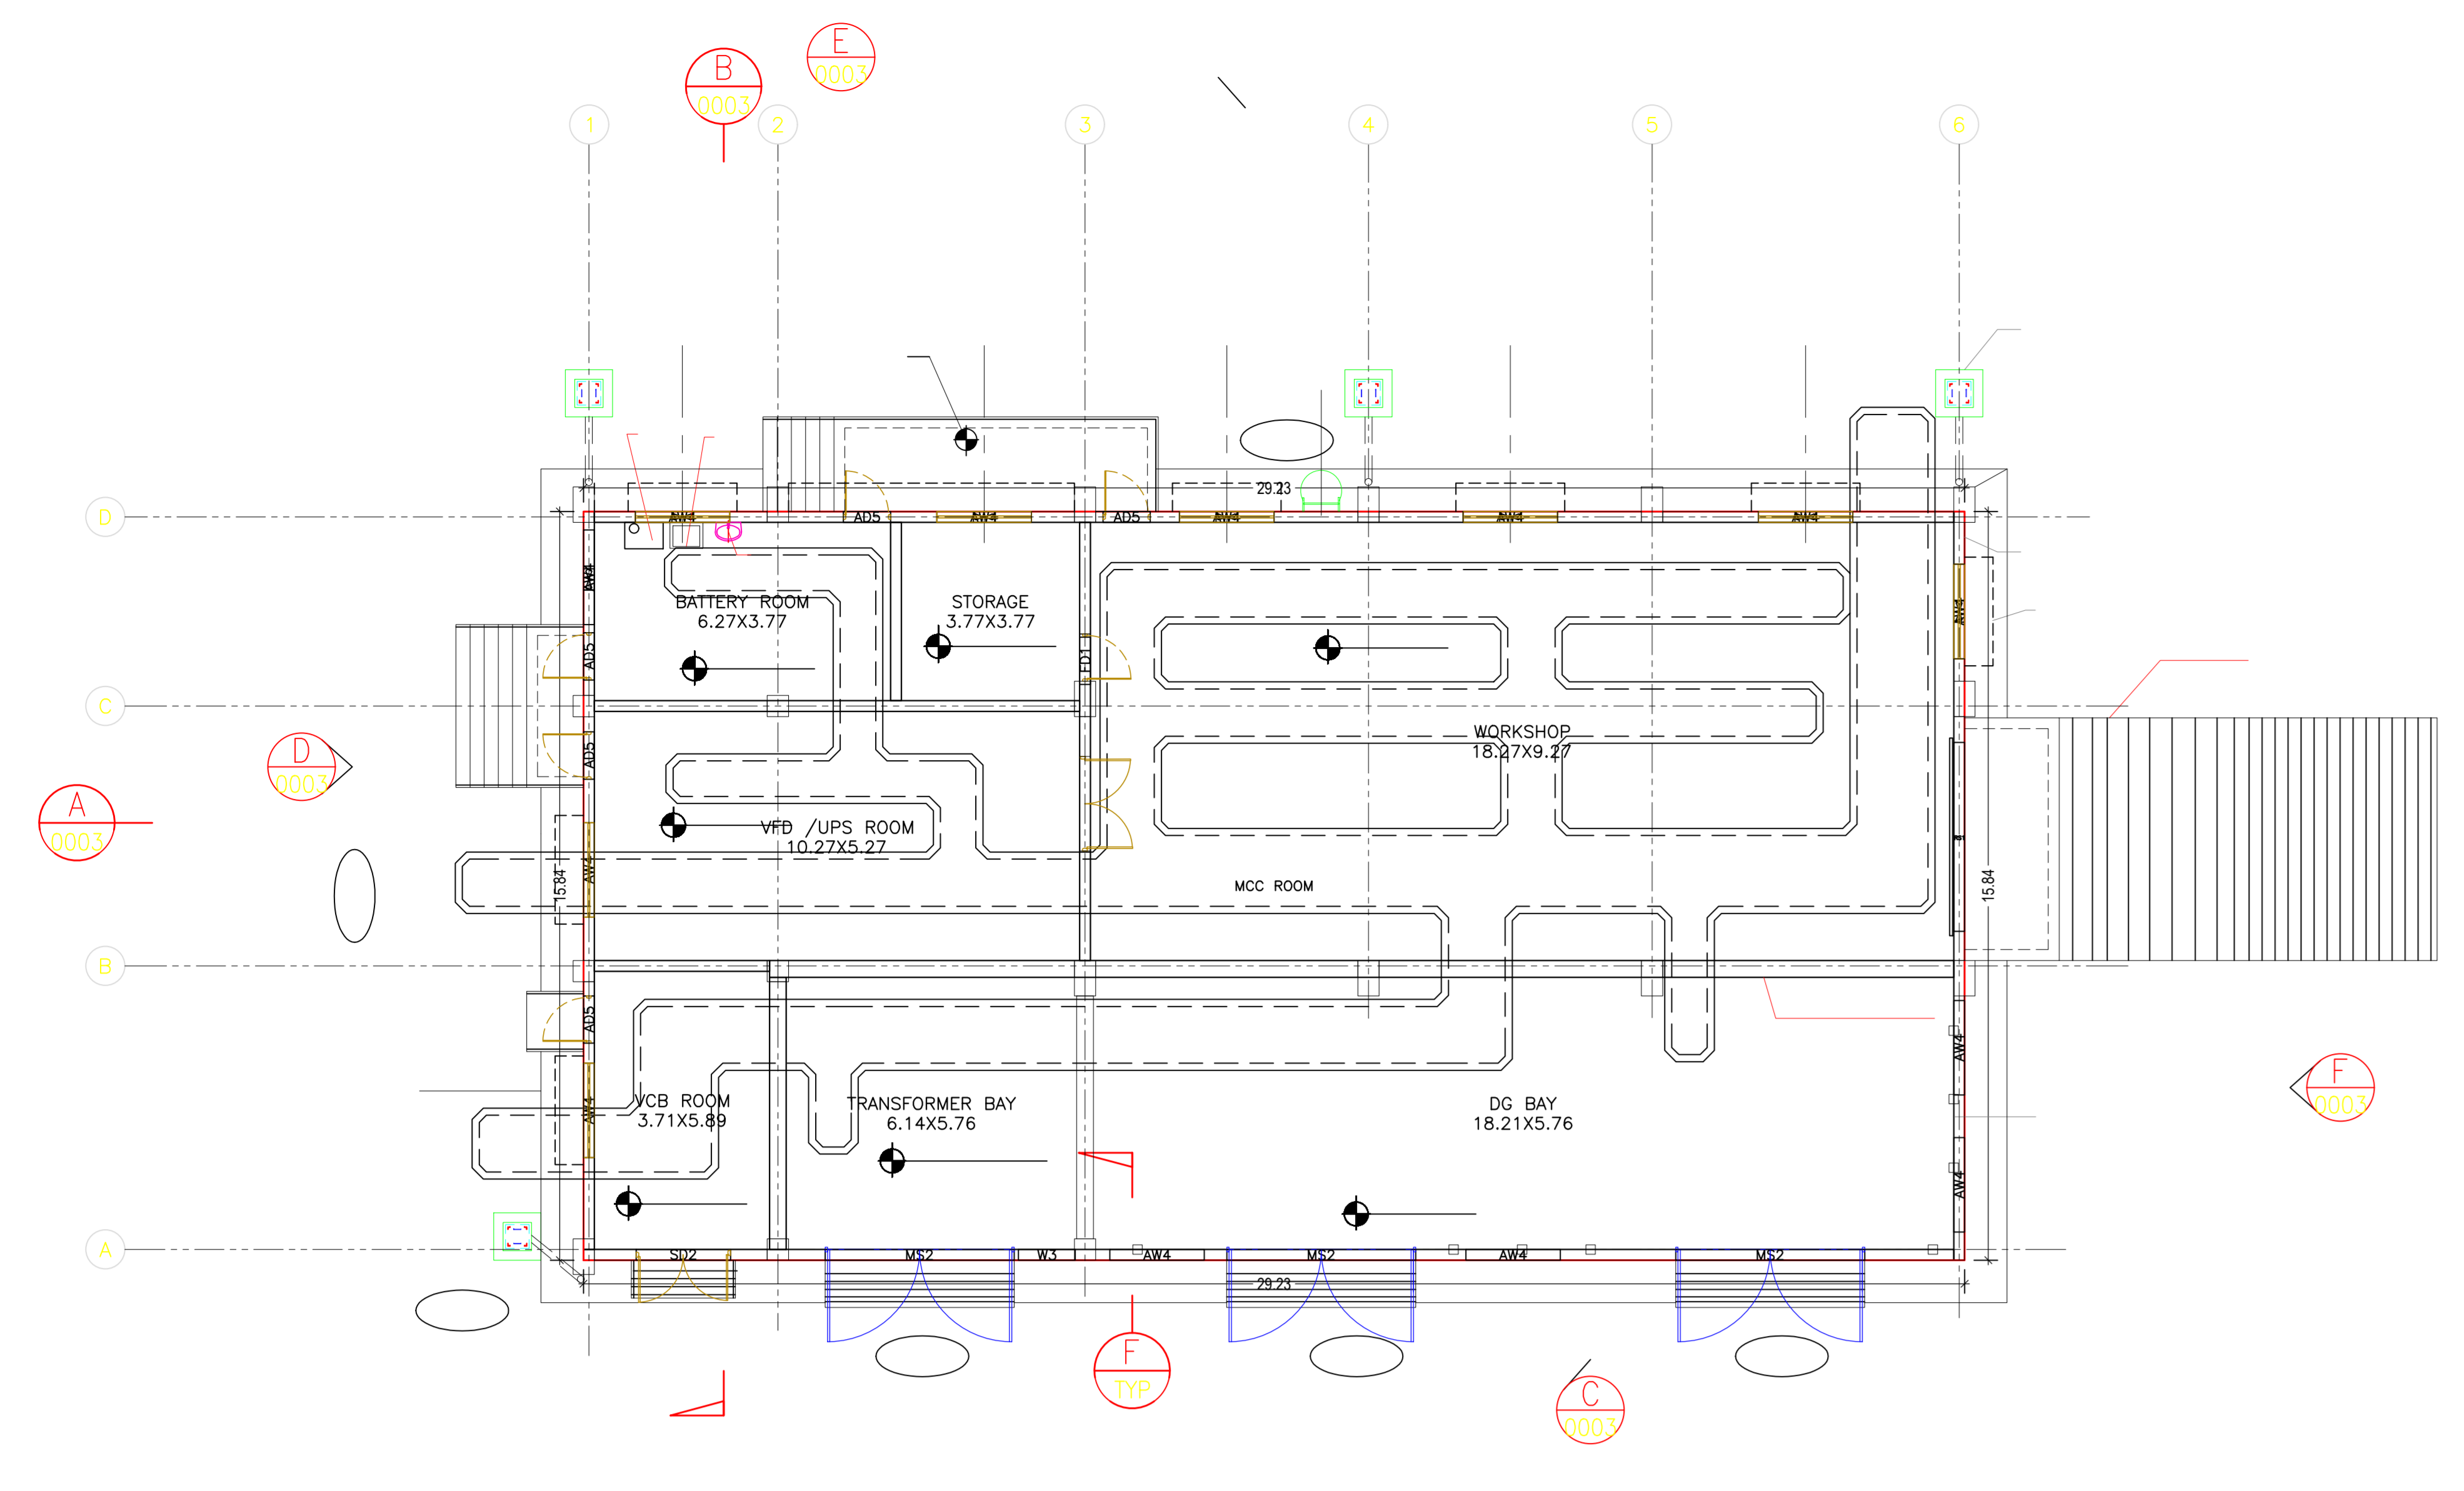 E
0003
B
0003
1
2
3
4
5
6
29.23
D
AW4
AD5
AW4
AD5
AW4
AW4
AW4
AW4
AW4
BATTERY ROOM
6.27X3.77
STORAGE
3.77X3.77
AD5
FD1
C
WORKSHOP
18.27X9.27
D
0003
AD5
A
0003
VFD /UPS ROOM
10.27X5.27
AW4
15.84
MCC ROOM
15.84
B
AD5
AW4
F
0003
VCB ROOM
3.71X5.89
TRANSFORMER BAY
6.14X5.76
DG BAY
18.21X5.76
AW4
AW4
A
SD2
MS2
W3
AW4
MS2
AW4
MS2
29.23
F
TYP
C
0003